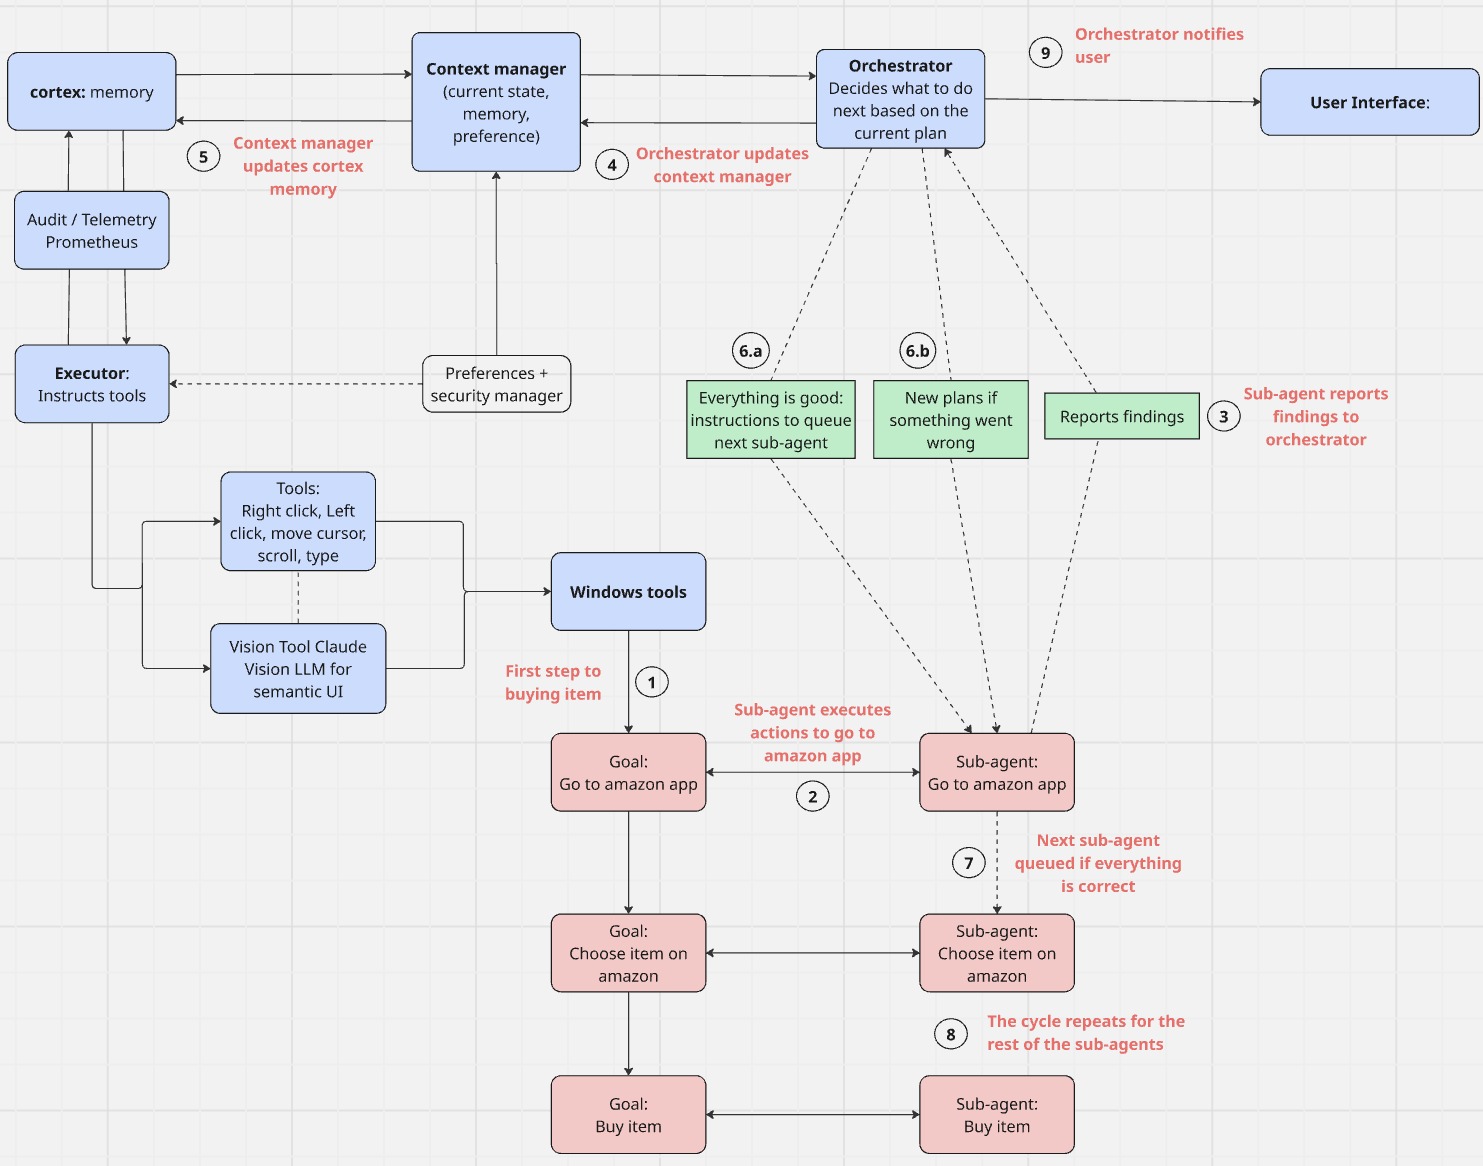 cortex: memory
Context manager
(current state,
memory,
preference)
Orchestrator
Decides what to do
next based on the
current plan
9
Orchestrator notifies
user
User Interface:
5
Context manager
updates cortex
memory
4
Orchestrator updates
context manager
Audit / Telemetry
Prometheus
Executor:
Instructs tools
Preferences +
security manager
6.a
Everything is good:
instructions to queue
next sub-agent
6.b
New plans if
something went
wrong
Reports findings
3
Sub-agent reports
findings to
orchestrator
Tools:
Right click, Left
click, move cursor,
scroll, type
Vision Tool Claude
Vision LLM for
semantic UI
Windows tools
First step to
buying item
1
Sub-agent executes
actions to go to
amazon app
2
Goal:
Go to amazon app
Sub-agent:
Go to amazon app
7
Next sub-agent
queued if everything
is correct
Goal:
Choose item on
amazon
Sub-agent:
Choose item on
amazon
8
The cycle repeats for the
rest of the sub-agents
Goal:
Buy item
Sub-agent:
Buy item